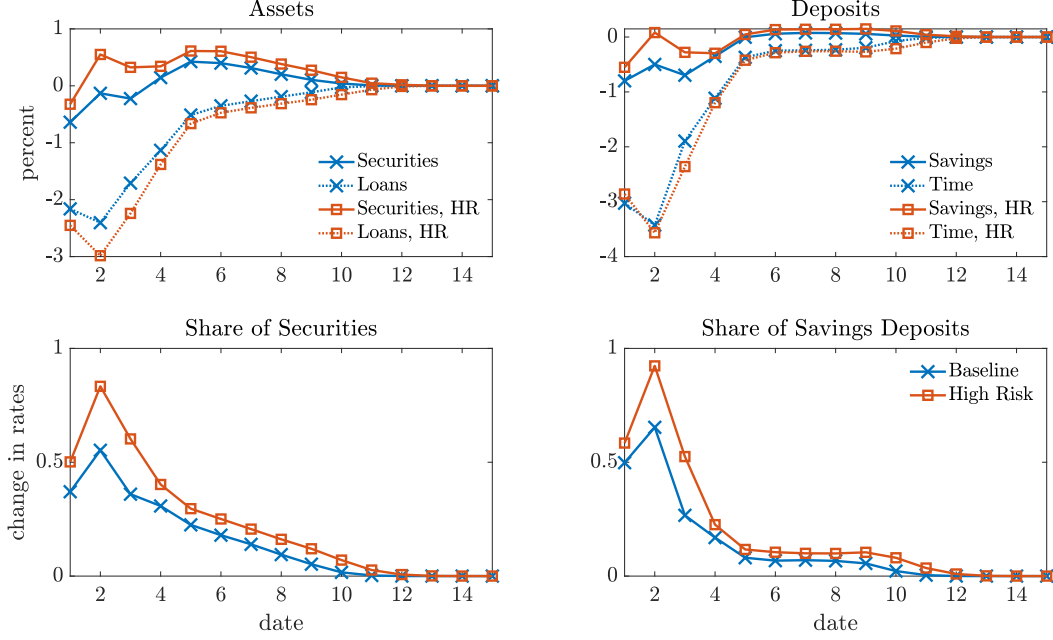 Assets
1
0
-1
-2
-3
percent
Securities
Loans
Securities, HR
Loans, HR
2 4 6 8 10 12 14
Deposits
0
-1
-2
-3
-4
Savings
Time
Savings, HR
Time, HR
2 4 6 8 10 12 14
Share of Securities
1
0.5
0
change in rates
2 4 6 8 10 12 14
date
Share of Savings Deposits
1
0.5
0
Baseline
High Risk
2 4 6 8 10 12 14
date